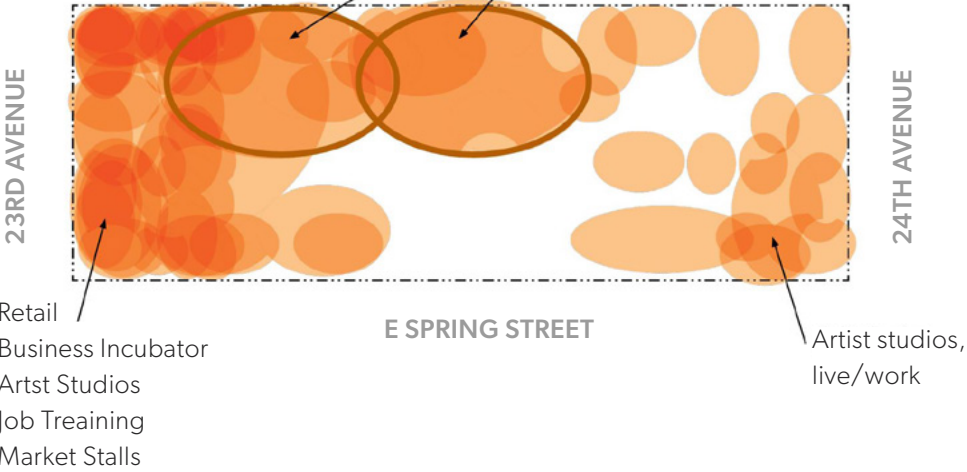 23RD AVENUE
24TH AVENUE
E SPRING STREET
Retail
Business Incubator
Artst Studios
Job Treaining
Market Stalls
Artist studios,
live/work